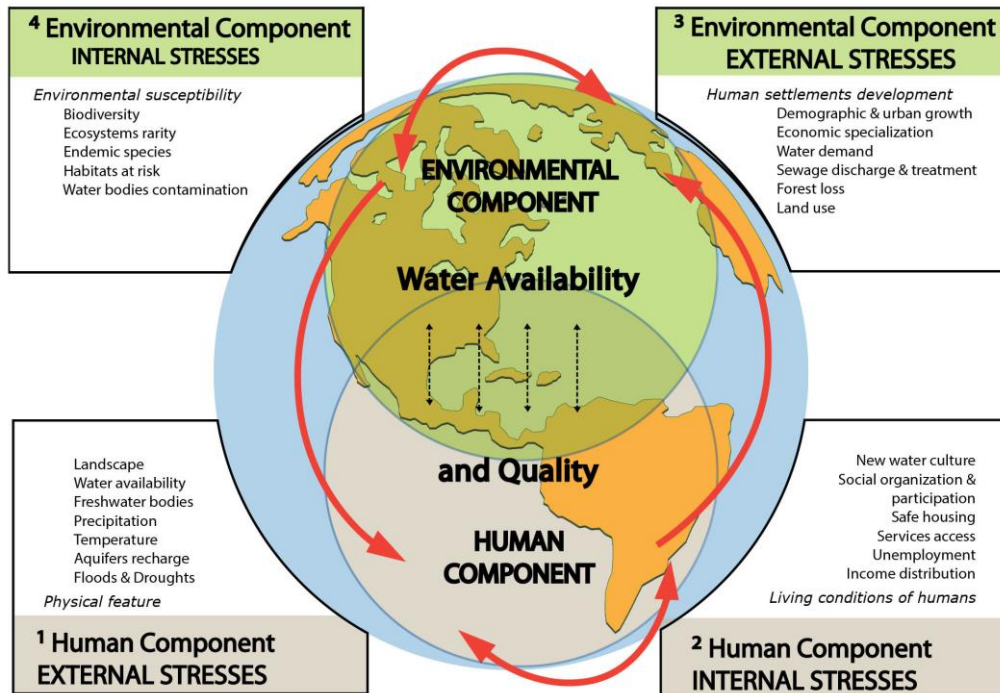 ⁴ Environmental Component
INTERNAL STRESSES
Environmental susceptibility
Biodiversity
Ecosystems rarity
Endemic species
Habitats at risk
Water bodies contamination
³ Environmental Component
EXTERNAL STRESSES
Human settlements development
Demographic & urban growth
Economic specialization
Water demand
Sewage discharge & treatment
Forest loss
Land use
ENVIRONMENTAL
COMPONENT
Water Availability
and Quality
HUMAN
COMPONENT
Landscape
Water availability
Freshwater bodies
Precipitation
Temperature
Aquifers recharge
Floods & Droughts
Physical feature
¹ Human Component
EXTERNAL STRESSES
New water culture
Social organization &
participation
Safe housing
Services access
Unemployment
Income distribution
Living conditions of humans
² Human Component
INTERNAL STRESSES